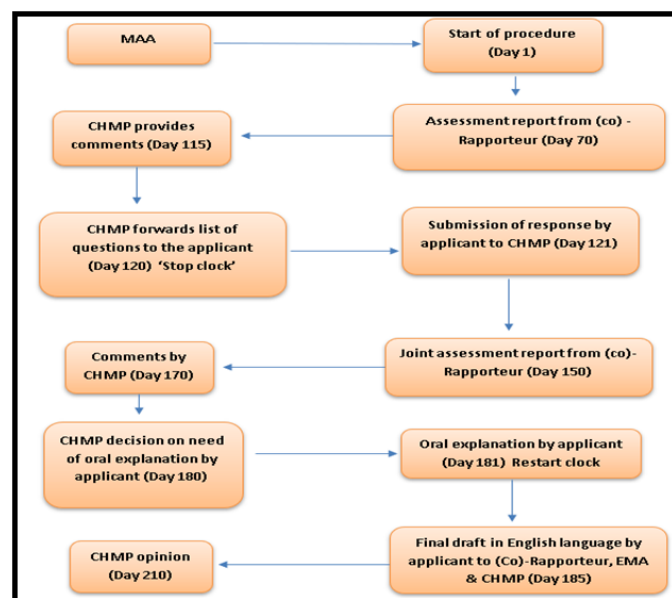 MAA
Start of procedure
(Day 1)
Assessment report from (co) -
Rapporteur (Day 70)
CHMP provides
comments (Day 115)
CHMP forwards list of
questions to the applicant
(Day 120) ‘Stop clock’
Submission of response by
applicant to CHMP (Day 121)
Joint assessment report from (co)-
Rapporteur (Day 150)
Comments by
CHMP (Day 170)
CHMP decision on need
of oral explanation by
applicant (Day 180)
Oral explanation by applicant
(Day 181) Restart clock
Final draft in English language by
applicant to (Co)-Rapporteur, EMA
& CHMP (Day 185)
CHMP opinion
(Day 210)